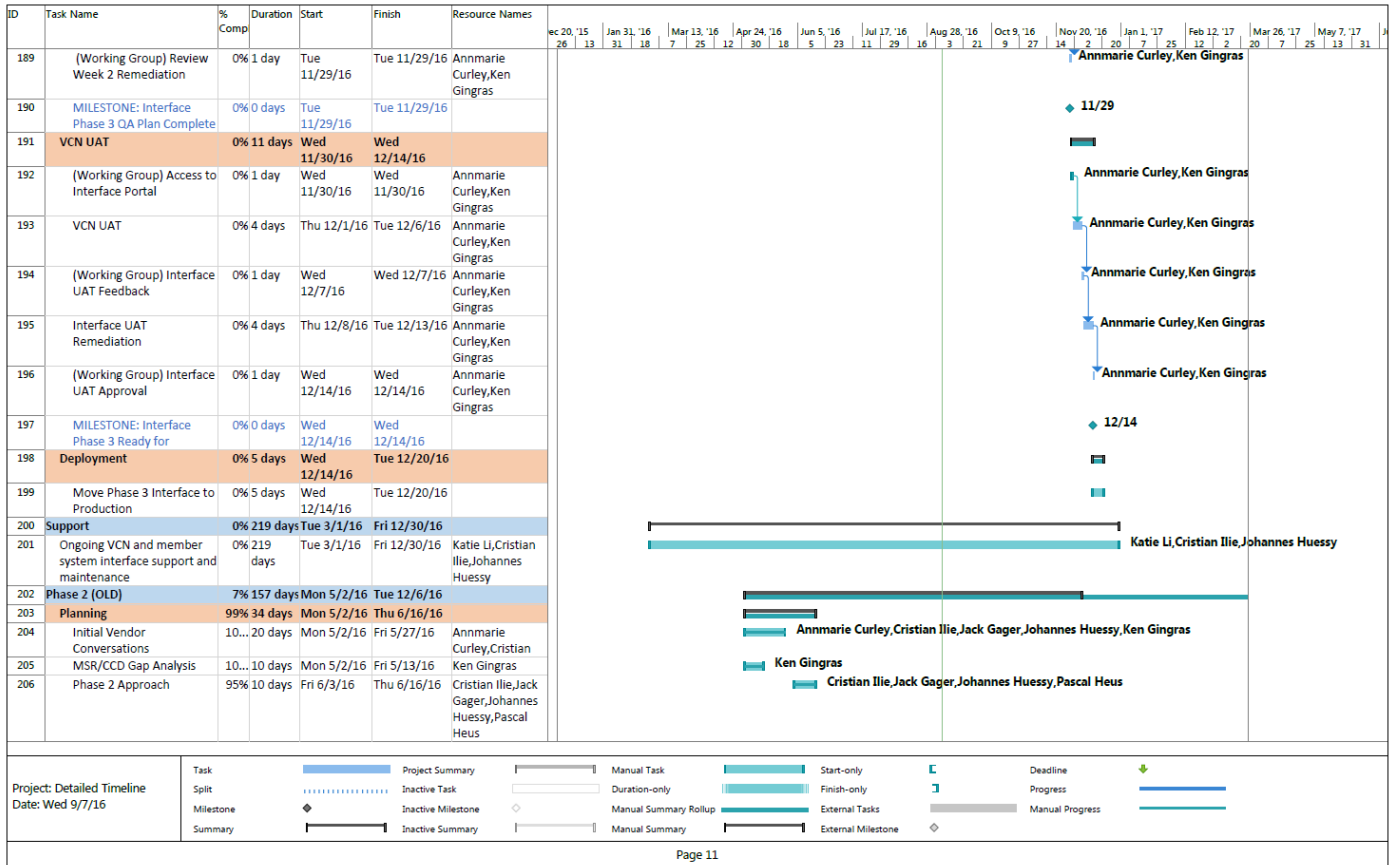 ID Task Name % Compl Duration Start Finish Resource Names
ec 20, '15 Jan 31, '16 Mar 13, '16 Apr 24, '16 Jun 5, '16 Jul 17, '16 Aug 28, '16 Oct 9, '16 Nov 20, '16 Jan 1, '17 Feb 12, '17 Mar 26, '17 May 7, '17
26 13 31 18 7 25 12 30 18 5 23 11 29 16 3 21 9 27 14 2 20 7 25 12 2 20 7 25 13 31
189 (Working Group) Review 0% 1 day Tue Tue 11/29/16 Annmarie Annmarie Curley,Ken Gingras
Week 2 Remediation 11/29/16 Curley,Ken
Gingras
190 MILESTONE: Interface 0% 0 days Tue Tue 11/29/16 11/29
Phase 3 QA Plan Complete 11/29/16
191 VCN UAT 0% 11 days Wed Wed
11/30/16 12/14/16
192 (Working Group) Access to 0% 1 day Wed Wed Annmarie Annmarie Curley,Ken Gingras
Interface Portal 11/30/16 11/30/16 Curley,Ken
Gingras
193 VCN UAT 0% 4 days Thu 12/1/16 Tue 12/6/16 Annmarie Annmarie Curley,Ken Gingras
Curley,Ken
Gingras
194 (Working Group) Interface 0% 1 day Wed Wed 12/7/16 Annmarie Annmarie Curley,Ken Gingras
UAT Feedback 12/7/16 Curley,Ken
Gingras
195 Interface UAT 0% 4 days Thu 12/8/16 Tue 12/13/16 Annmarie Annmarie Curley,Ken Gingras
Remediation Curley,Ken
Gingras
196 (Working Group) Interface 0% 1 day Wed Wed Annmarie Annmarie Curley,Ken Gingras
UAT Approval 12/14/16 12/14/16 Curley,Ken
Gingras
197 MILESTONE: Interface 0% 0 days Wed Wed 12/14
Phase 3 Ready for 12/14/16 12/14/16
198 Deployment 0% 5 days Wed Tue 12/20/16
12/14/16
199 Move Phase 3 Interface to 0% 5 days Wed Tue 12/20/16
Production 12/14/16
200 Support 0% 219 days Tue 3/1/16 Fri 12/30/16
201 Ongoing VCN and member 0% 219 Tue 3/1/16 Fri 12/30/16 Katie Li,Cristian Katie Li,Cristian Ilie,Johannes Huessy
system interface support and days Ilie,Johannes
maintenance Huessy
202 Phase 2 (OLD) 7% 157 days Mon 5/2/16 Tue 12/6/16
203 Planning 99% 34 days Mon 5/2/16 Thu 6/16/16
204 Initial Vendor 10... 20 days Mon 5/2/16 Fri 5/27/16 Annmarie Annmarie Curley,Cristian Ilie,Jack Gager,Johannes Huessy,Ken Gingras
Conversations Curley,Cristian
205 MSR/CCD Gap Analysis 10... 10 days Mon 5/2/16 Fri 5/13/16 Ken Gingras Ken Gingras
206 Phase 2 Approach 95% 10 days Fri 6/3/16 Thu 6/16/16 Cristian Ilie,Jack Cristian Ilie,Jack Gager,Johannes Huessy,Pascal Heus
Gager,Johannes
Huessy,Pascal
Heus
Project: Detailed Timeline
Date: Wed 9/7/16
Task Project Summary Manual Task Start-only Deadline
Split Inactive Task Duration-only Finish-only Progress
Milestone Inactive Milestone Manual Summary Rollup External Tasks Manual Progress
Summary Inactive Summary Manual Summary External Milestone
Page 11